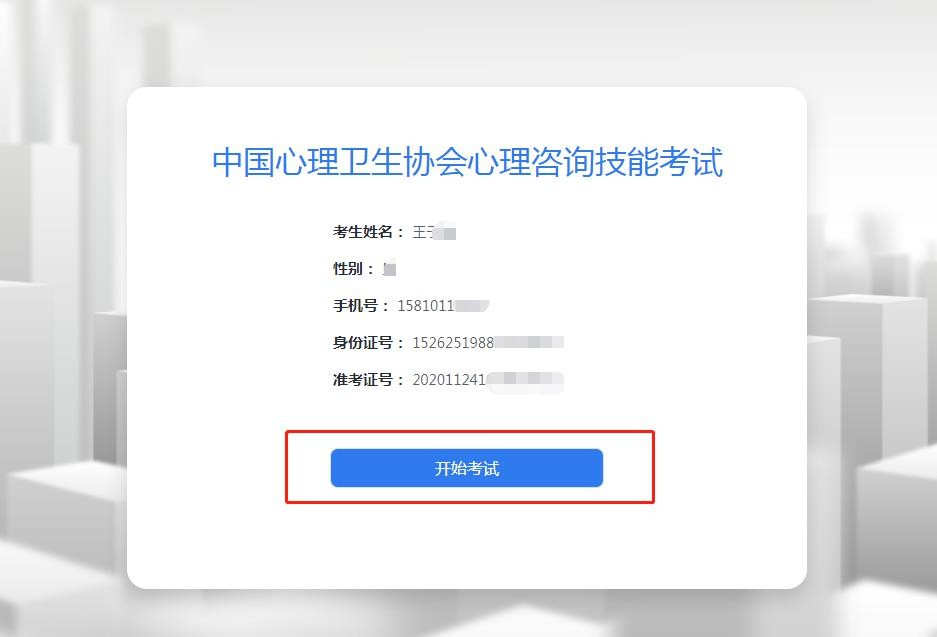 中国心理卫生协会心理咨询技能考试
考生姓名： 王
性别：
手机号： 1581011
身份证号： 1526251988
准考证号： 202011241
开始考试